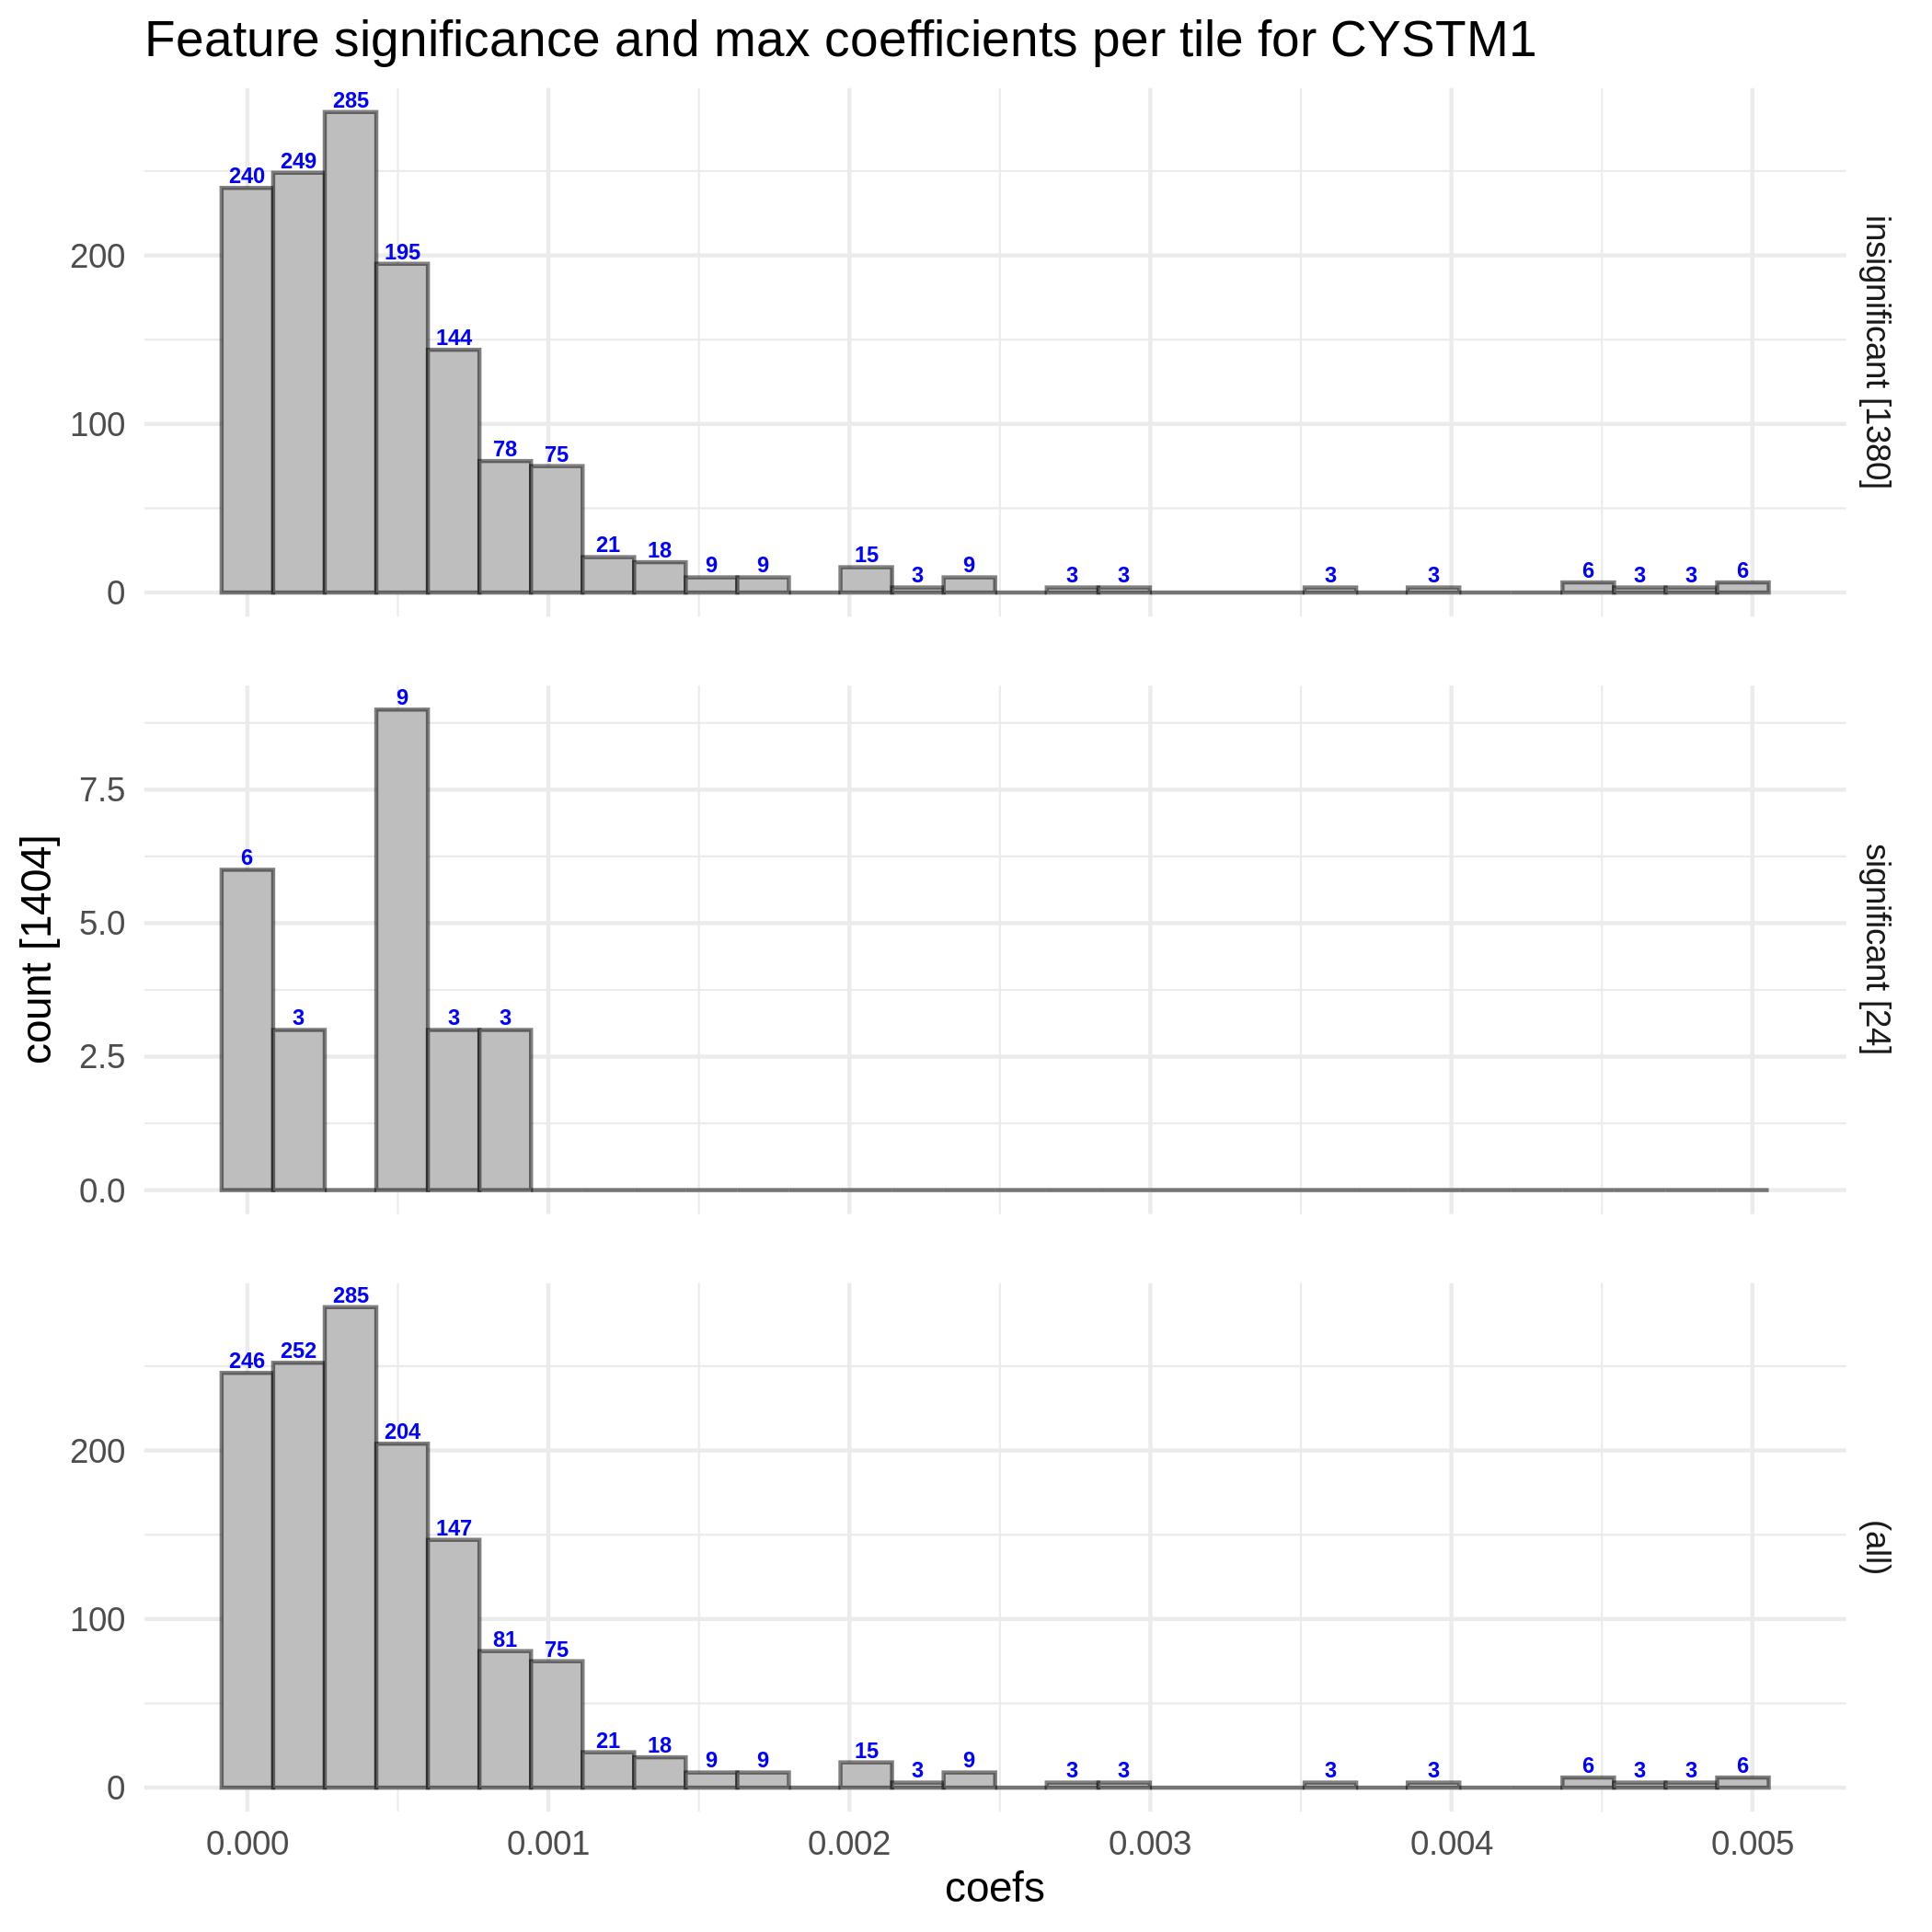 Feature significance and max coefficients per tile for CYSTM1
285
240 249
195
144
78 75
21 18 9 9 15 3 9 3 3 3 3 6 3 3 6
200
100
0
insignificant [1380]
9
6
3 3 3
7.5
5.0
2.5
0.0
count [1404]
significant [24]
285
246 252
204
147
81 75
21 18 9 9 15 3 9 3 3 3 3 6 3 3 6
200
100
0
(all)
0.000 0.001 0.002 0.003 0.004 0.005
coefs